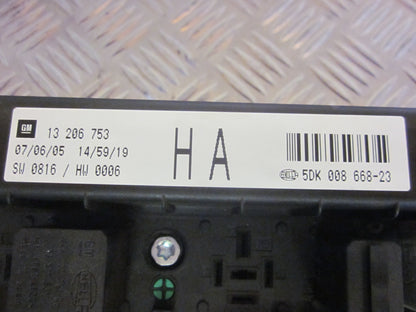 GM 13 206 753
07/06/05 14/59/19
SW 0816 / HW 0006
HA
HELLA 5DK 008 668-23